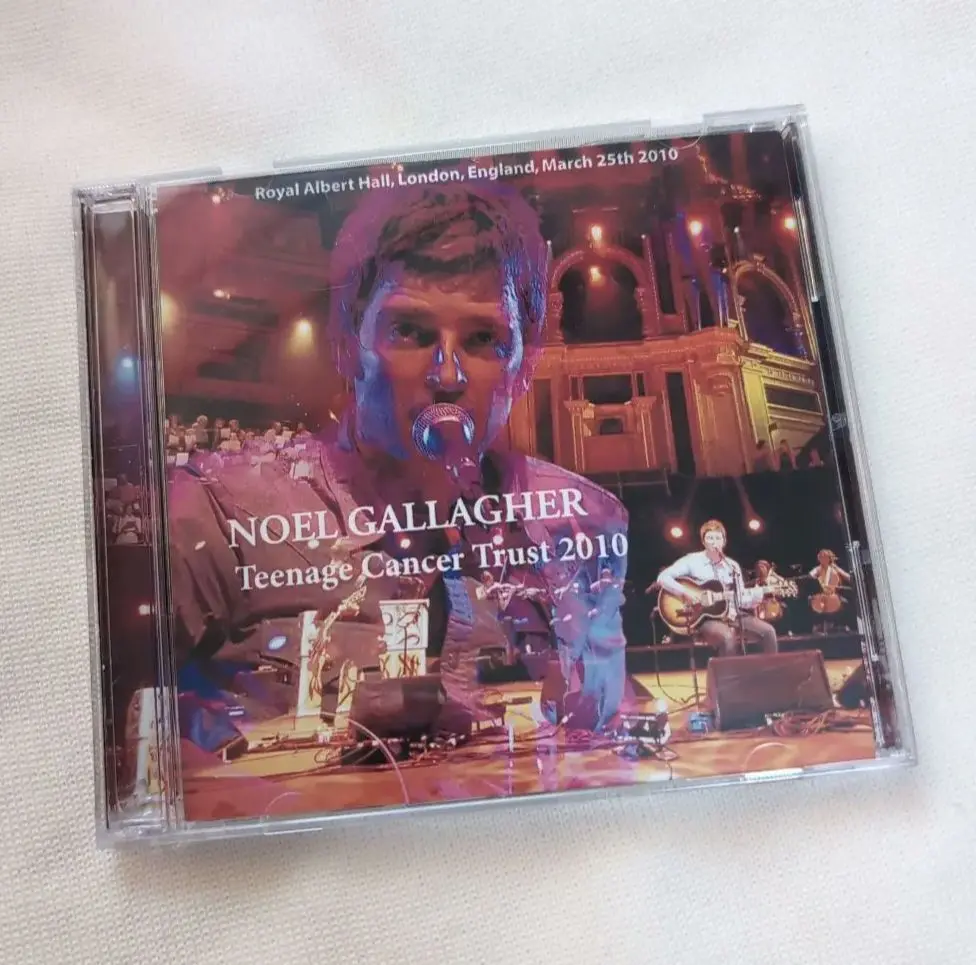 Royal Albert Hall, London, England, March 25th 2010
NOEL GALLAGHER
Teenage Cancer Trust 2010